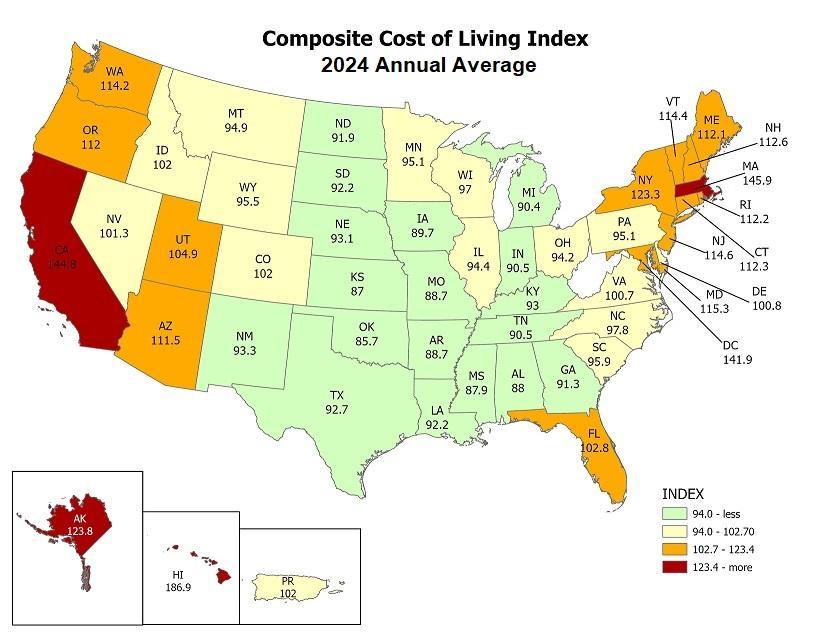 Composite Cost of Living Index
2024 Annual Average
WA
114.2
OR
112
CA
144.8
ID
102
NV
101.3
MT
94.9
WY
95.5
UT
104.9
AZ
111.5
CO
102
NM
93.3
ND
91.9
SD
92.2
NE
93.1
KS
87
OK
85.7
TX
92.7
MN
95.1
IA
89.7
MO
88.7
AR
88.7
LA
92.2
WI
97
IL
94.4
MI
90.4
IN
90.5
OH
94.2
KY
93
TN
90.5
MS
87.9
AL
88
GA
91.3
FL
102.8
SC
95.9
NC
97.8
VA
100.7
PA
95.1
NY
123.3
VT
114.4
ME
112.1
NH
112.6
MA
145.9
RI
112.2
CT
112.3
NJ
114.6
DE
100.8
MD
115.3
DC
141.9
AK
123.8
HI
186.9
PR
102
INDEX
94.0 - less
94.0 - 102.70
102.7 - 123.4
123.4 - more